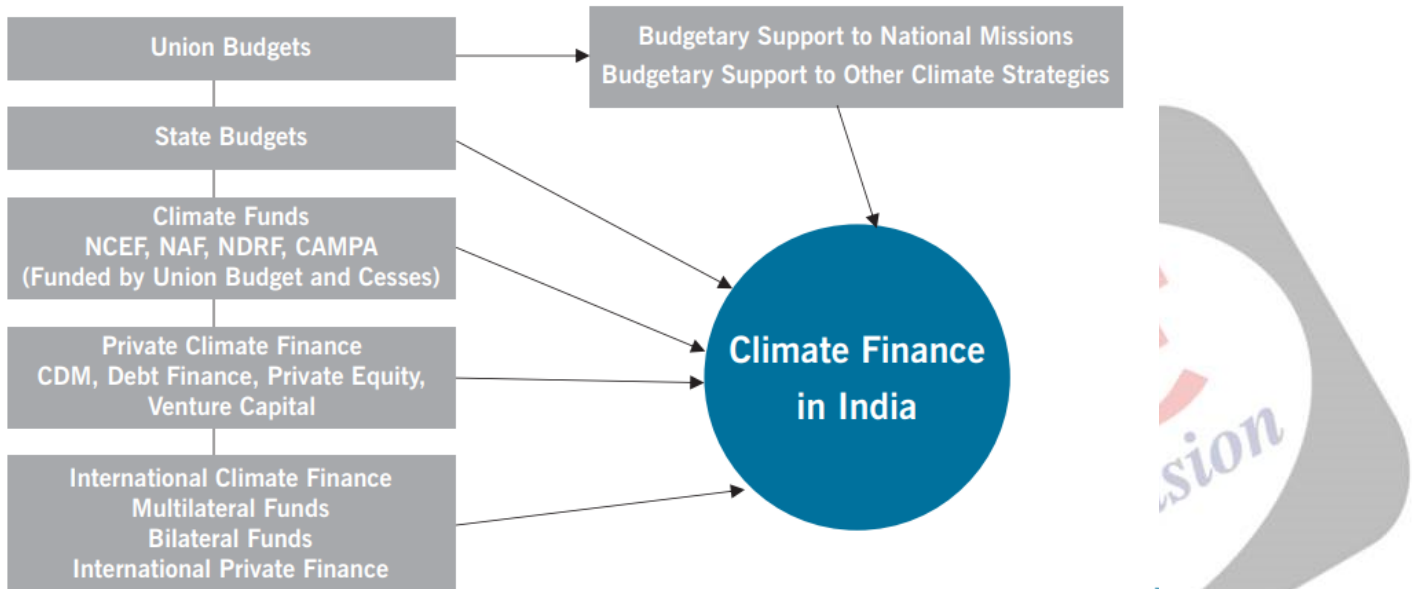 Union Budgets
Budgetary Support to National Missions
Budgetary Support to Other Climate Strategies
State Budgets
Climate Funds
NCEF, NAF, NDRF, CAMPA
(Funded by Union Budget and Cesses)
Private Climate Finance
CDM, Debt Finance, Private Equity,
Venture Capital
International Climate Finance
Multilateral Funds
Bilateral Funds
International Private Finance
Climate Finance
in India